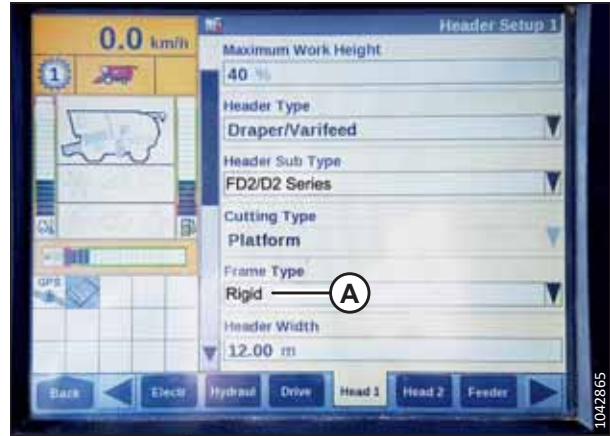 0.0 km/h
Header Setup 1
Maximum Work Height
40 %
1
Header Type
Draper/Varifeed
Header Sub Type
FD2/D2 Series
Cutting Type
Platform
Frame Type
GPS
Rigid
A
Header Width
12.00 m
Back
Electr
Hydraul
Drive
Head 1
Head 2
Feeder
1042865